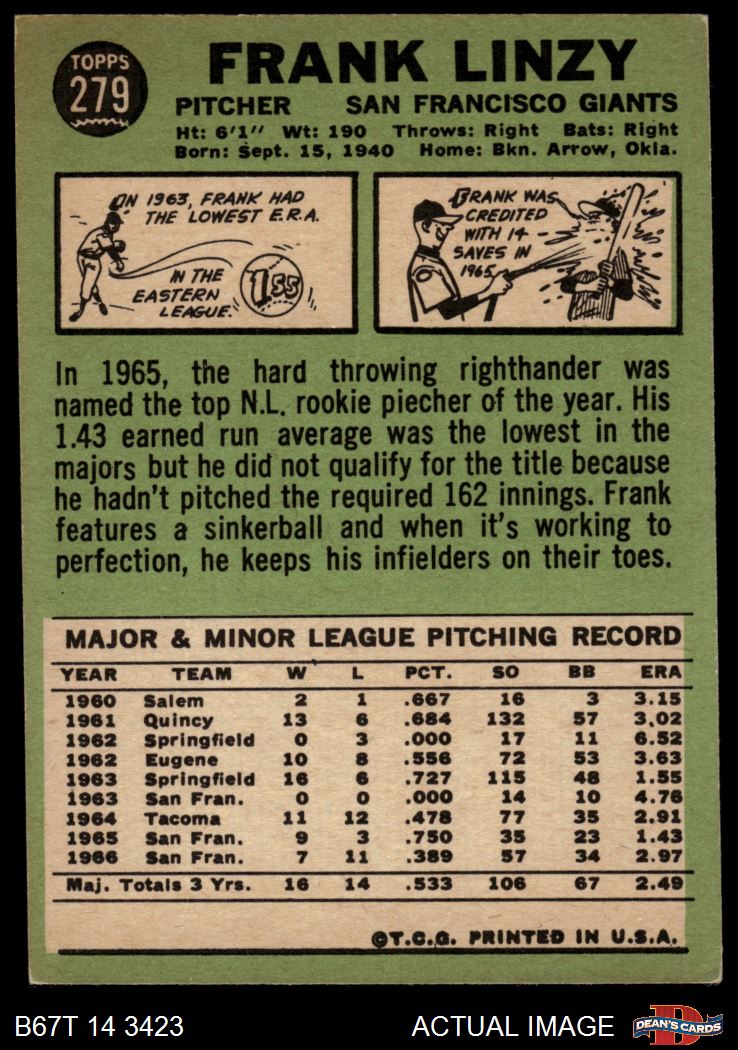 TOPPS
279
FRANK LINZY
PITCHER SAN FRANCISCO GIANTS
Ht: 6'1" Wt: 190 Throws: Right Bats: Right
Born: Sept. 15, 1940 Home: Bkn. Arrow, Okla.
IN 1963, FRANK HAD
THE LOWEST E.R.A.
IN THE
EASTERN
LEAGUE.
1.55
FRANK WAS
CREDITED
WITH 14
SAVES IN
1965.
In 1965, the hard throwing righthander was
named the top N.L. rookie piecher of the year. His
1.43 earned run average was the lowest in the
majors but he did not qualify for the title because
he hadn't pitched the required 162 innings. Frank
features a sinkerball and when it's working to
perfection, he keeps his infielders on their toes.
MAJOR & MINOR LEAGUE PITCHING RECORD
YEAR TEAM W L PCT. SO BB ERA
1960 Salem 2 1 .667 16 3 3.15
1961 Quincy 13 6 .684 132 57 3.02
1962 Springfield 0 3 .000 17 11 6.52
1962 Eugene 10 8 .556 72 53 3.63
1963 Springfield 16 6 .727 115 48 1.55
1963 San Fran. 0 0 .000 14 10 4.76
1964 Tacoma 11 12 .478 77 35 2.91
1965 San Fran. 9 3 .750 35 23 1.43
1966 San Fran. 7 11 .389 57 34 2.97
Maj. Totals 3 Yrs. 16 14 .533 106 67 2.49
©T.C.G. PRINTED IN U.S.A.
B67T 14 3423 ACTUAL IMAGE
D
DEAN'S CARDS